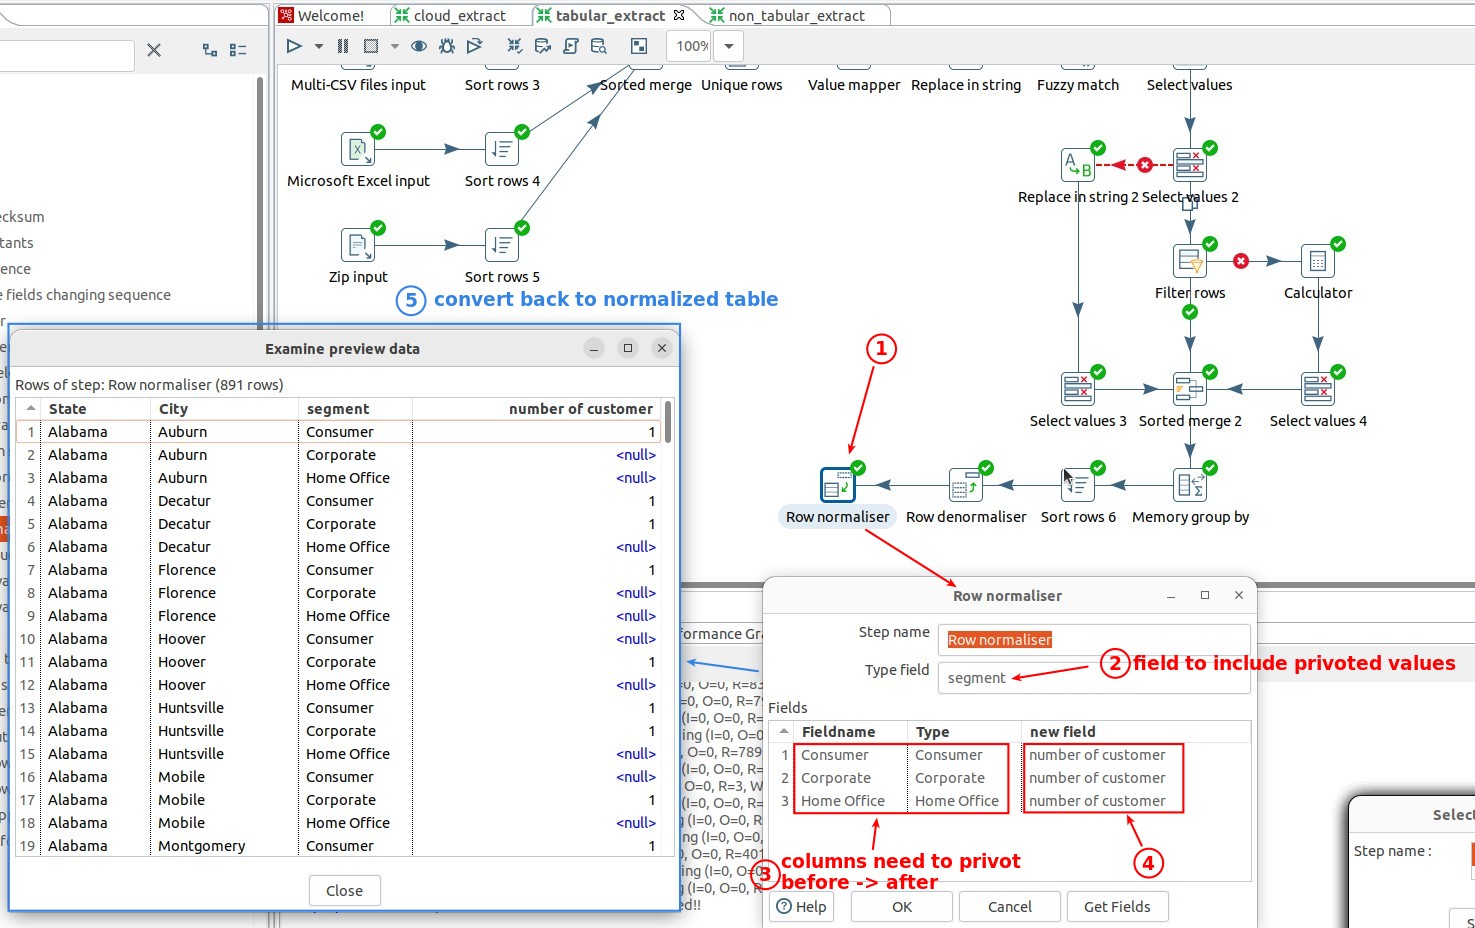 Welcome!
cloud_extract
tabular_extract
non_tabular_extract
100%
Multi-CSV files input
Sort rows 3
Sorted merge
Unique rows
Value mapper
Replace in string
Fuzzy match
Select values
Microsoft Excel input
Sort rows 4
Replace in string 2
Select values 2
Zip input
Sort rows 5
Filter rows
Calculator
ecksum
tants
ence
e fields changing sequence
5 convert back to normalized table
1
Select values 3
Sorted merge 2
Select values 4
Row normaliser
Row denormaliser
Sort rows 6
Memory group by
Examine preview data
Rows of step: Row normaliser (891 rows)
State City segment number of customer
1 Alabama Auburn Consumer 1
2 Alabama Auburn Corporate <null>
3 Alabama Auburn Home Office <null>
4 Alabama Decatur Consumer 1
5 Alabama Decatur Corporate 1
6 Alabama Decatur Home Office <null>
7 Alabama Florence Consumer 1
8 Alabama Florence Corporate <null>
9 Alabama Florence Home Office <null>
10 Alabama Hoover Consumer <null>
11 Alabama Hoover Corporate 1
12 Alabama Hoover Home Office <null>
13 Alabama Huntsville Consumer 1
14 Alabama Huntsville Corporate 1
15 Alabama Huntsville Home Office <null>
16 Alabama Mobile Consumer <null>
17 Alabama Mobile Corporate 1
18 Alabama Mobile Home Office <null>
19 Alabama Montgomery Consumer 1
Close
Row normaliser
Step name Row normaliser
Type field segment
2 field to include privoted values
Fields
Fieldname Type new field
1 Consumer Consumer number of customer
2 Corporate Corporate number of customer
3 Home Office Home Office number of customer
3 columns need to privot
before -> after
4
Help
OK
Cancel
Get Fields
Select
Step name :